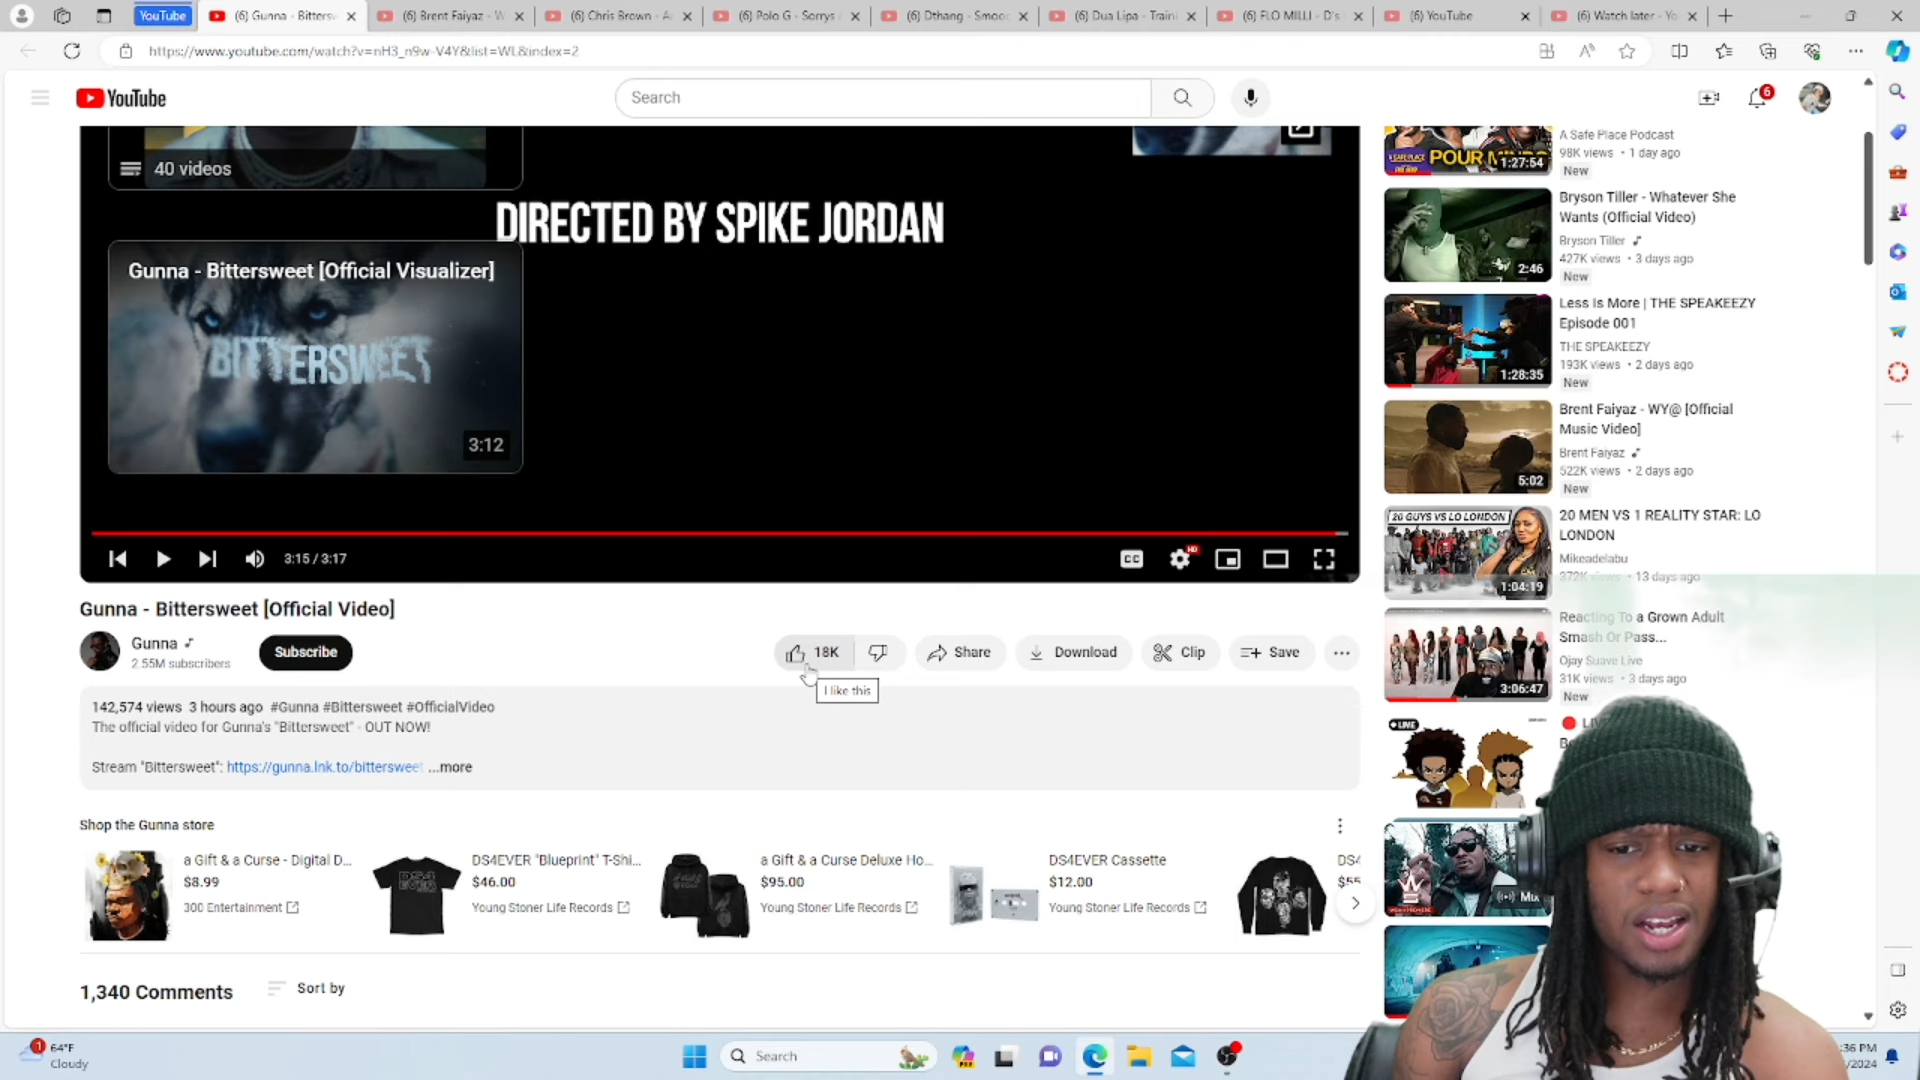 YouTube
(6) Gunna - Bittersw
(6) Brent Faiyaz - W
(6) Chris Brown - A
(6) Polo G - Sorrys
(6) Dthang - Smoo
(6) Dua Lipa - Traini
(6) FLO MILLI - D's
(6) YouTube
(6) Watch later - Yo
https://www.youtube.com/watch?v=nH3_n9w-V4Y&list=WL&index=2
YouTube
Search
6
40 videos
DIRECTED BY SPIKE JORDAN
Gunna - Bittersweet [Official Visualizer]
BITTERSWEET
3:12
3:15 / 3:17
CC
HD
Gunna - Bittersweet [Official Video]
Gunna
2.55M subscribers
Subscribe
18K
Share
Download
Clip
Save
I like this
142,574 views 3 hours ago #Gunna #Bittersweet #OfficialVideo
The official video for Gunna's "Bittersweet" - OUT NOW!
Stream "Bittersweet": https://gunna.lnk.to/bittersweet ...more
Shop the Gunna store
a Gift & a Curse - Digital D...
$8.99
300 Entertainment
DS4EVER "Blueprint" T-Shi...
$46.00
Young Stoner Life Records
a Gift & a Curse Deluxe Ho...
$95.00
Young Stoner Life Records
DS4EVER Cassette
$12.00
Young Stoner Life Records
DS4
$55
1,340 Comments
Sort by
POUR
1:27:54
A Safe Place Podcast
98K views • 1 day ago
New
2:46
Bryson Tiller - Whatever She
Wants (Official Video)
Bryson Tiller
427K views • 3 days ago
New
1:28:35
Less Is More | THE SPEAKEEZY
Episode 001
THE SPEAKEEZY
193K views • 2 days ago
New
5:02
Brent Faiyaz - WY@ [Official
Music Video]
Brent Faiyaz
522K views • 2 days ago
New
20 GUYS VS LO LONDON
1:04:19
20 MEN VS 1 REALITY STAR: LO
LONDON
Mikeadelabu
372K views • 13 days ago
3:06:47
Reacting To a Grown Adult
Smash Or Pass...
Ojay Suave Live
31K views • 3 days ago
New
LIVE
Mix
1
64°F
Cloudy
Search
:36 PM
/2024